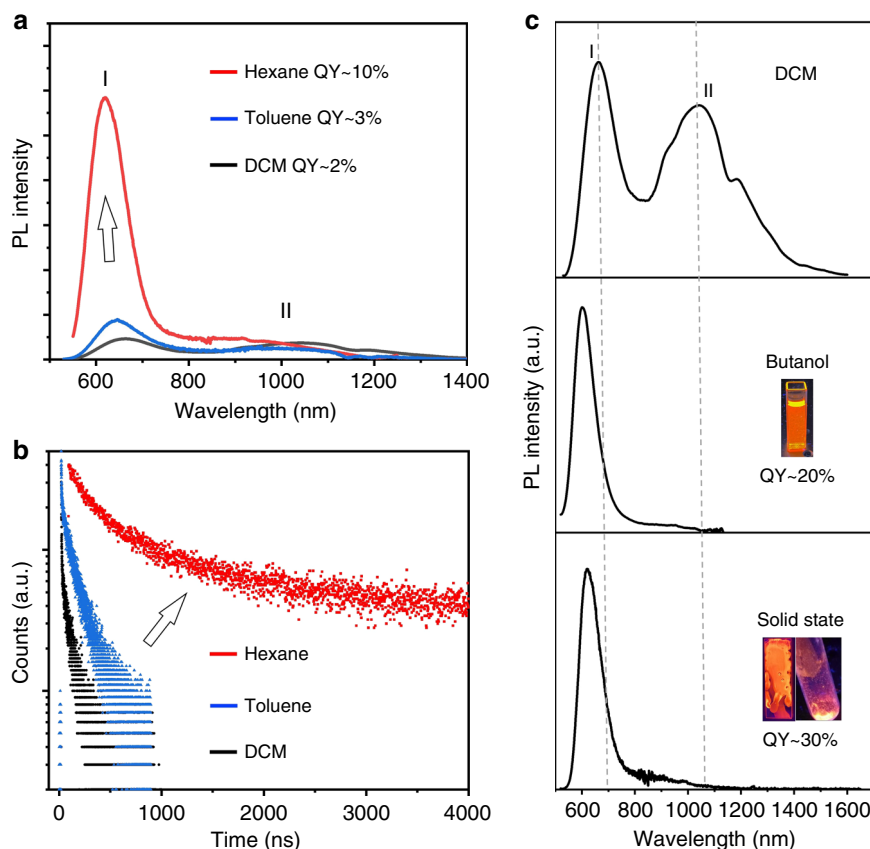 a
I
Hexane QY~10%
Toluene QY~3%
DCM QY~2%
II
PL intensity
600 800 1000 1200 1400
Wavelength (nm)
b
Counts (a.u.)
Hexane
Toluene
DCM
0 1000 2000 3000 4000
Time (ns)
c
I
II
DCM
Butanol
QY~20%
Solid state
QY~30%
PL intensity (a.u.)
600 800 1000 1200 1400 1600
Wavelength (nm)